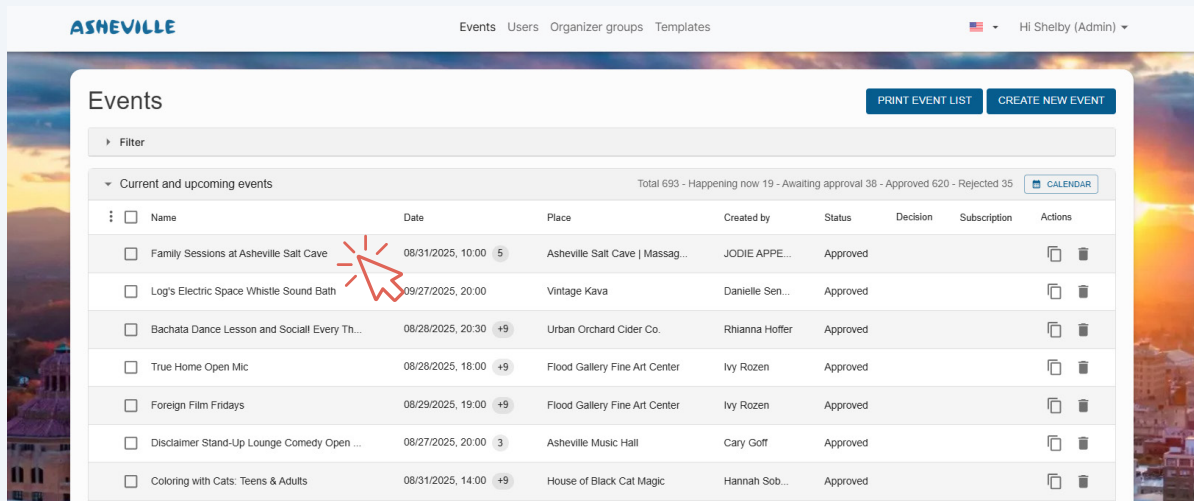 ASHEVILLE
Events Users Organizer groups Templates
Hi Shelby (Admin)
Events
PRINT EVENT LIST
CREATE NEW EVENT
Filter
Current and upcoming events
Total 693 - Happening now 19 - Awaiting approval 38 - Approved 620 - Rejected 35
CALENDAR
Name Date Place Created by Status Decision Subscription Actions
Family Sessions at Asheville Salt Cave 08/31/2025, 10:00 5 Asheville Salt Cave | Massag... JODIE APPE... Approved
Log's Electric Space Whistle Sound Bath 09/27/2025, 20:00 Vintage Kava Danielle Sen... Approved
Bachata Dance Lesson and Social! Every Th... 08/28/2025, 20:30 +9 Urban Orchard Cider Co. Rhianna Hoffer Approved
True Home Open Mic 08/28/2025, 18:00 +9 Flood Gallery Fine Art Center Ivy Rozen Approved
Foreign Film Fridays 08/29/2025, 19:00 +9 Flood Gallery Fine Art Center Ivy Rozen Approved
Disclaimer Stand-Up Lounge Comedy Open ... 08/27/2025, 20:00 3 Asheville Music Hall Cary Goff Approved
Coloring with Cats: Teens & Adults 08/31/2025, 14:00 +9 House of Black Cat Magic Hannah Sob... Approved